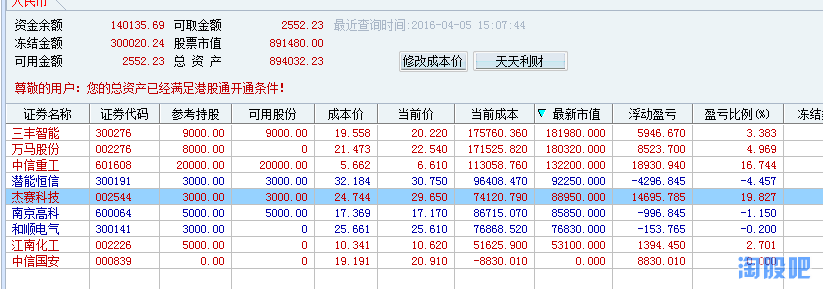 人民币
资金余额 140135.69 可取金额 2552.23 最近查询时间:2016-04-05 15:07:44
冻结金额 300020.24 股票市值 891480.00
可用金额 2552.23 总 资 产 894032.23 修改成本价 天天利财
尊敬的用户: 您的总资产已经满足港股通开通条件!
证券名称 证券代码 参考持股 可用股份 成本价 当前价 当前成本 最新市值 浮动盈亏 盈亏比例(%) 冻结
三丰智能 300276 9000.00 9000.00 19.558 20.220 175760.360 181980.000 5946.670 3.383
万马股份 002276 8000.00 0 21.473 22.540 171525.820 180320.000 8523.700 4.969
中信重工 601608 20000.00 20000.00 5.662 6.610 113058.760 132200.000 18930.940 16.744
潜能恒信 300191 3000.00 3000.00 32.184 30.750 96408.470 92250.000 -4296.845 -4.457
杰赛科技 002544 3000.00 3000.00 24.744 29.650 74120.790 88950.000 14695.785 19.827
南京高科 600064 5000.00 5000.00 17.369 17.170 86715.070 85850.000 -996.845 -1.150
和顺电气 300141 3000.00 0 25.661 25.610 76868.520 76830.000 -153.765 -0.200
江南化工 002226 5000.00 0 10.341 10.620 51625.900 53100.000 1394.450 2.701
中信国安 000839 0.00 0 19.191 20.910 -8830.010 0.000 8830.010 0.000
淘股吧